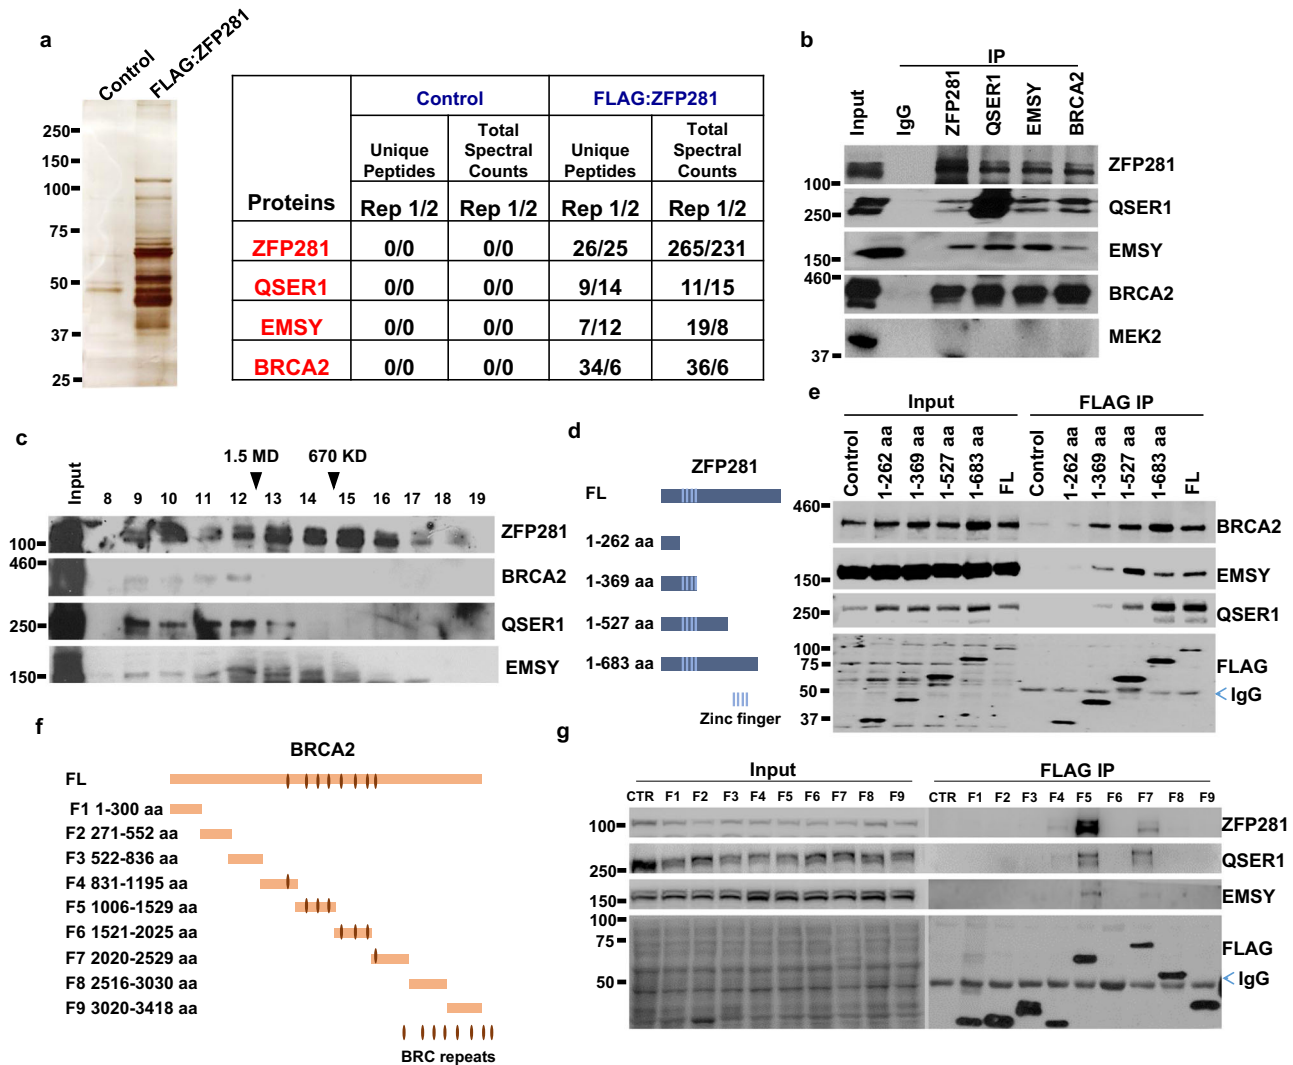 a
Control
FLAG:ZFP281
250
150
100
75
50
37
25
Control FLAG:ZFP281
Proteins
Unique Peptides
Total Spectral Counts
Unique Peptides
Total Spectral Counts
Rep 1/2 Rep 1/2 Rep 1/2 Rep 1/2
ZFP281 0/0 0/0 26/25 265/231
QSER1 0/0 0/0 9/14 11/15
EMSY 0/0 0/0 7/12 19/8
BRCA2 0/0 0/0 34/6 36/6
b
IP
Input IgG ZFP281 QSER1 EMSY BRCA2
ZFP281
100
QSER1
250
EMSY
150
460
BRCA2
MEK2
37
c
1.5 MD 670 KD
Input 8 9 10 11 12 13 14 15 16 17 18 19
ZFP281
100
460
BRCA2
QSER1
250
EMSY
150
d
ZFP281
FL
1-262 aa
1-369 aa
1-527 aa
1-683 aa
Zinc finger
e
Input FLAG IP
Control 1-262 aa 1-369 aa 1-527 aa 1-683 aa FL Control 1-262 aa 1-369 aa 1-527 aa 1-683 aa FL
460
BRCA2
EMSY
150
QSER1
250
100
75
FLAG
50
IgG
37
f
BRCA2
FL
F1 1-300 aa
F2 271-552 aa
F3 522-836 aa
F4 831-1195 aa
F5 1006-1529 aa
F6 1521-2025 aa
F7 2020-2529 aa
F8 2516-3030 aa
F9 3020-3418 aa
BRC repeats
g
Input FLAG IP
CTR F1 F2 F3 F4 F5 F6 F7 F8 F9 CTR F1 F2 F3 F4 F5 F6 F7 F8 F9
100
ZFP281
QSER1
250
EMSY
150
100
75
FLAG
50
IgG